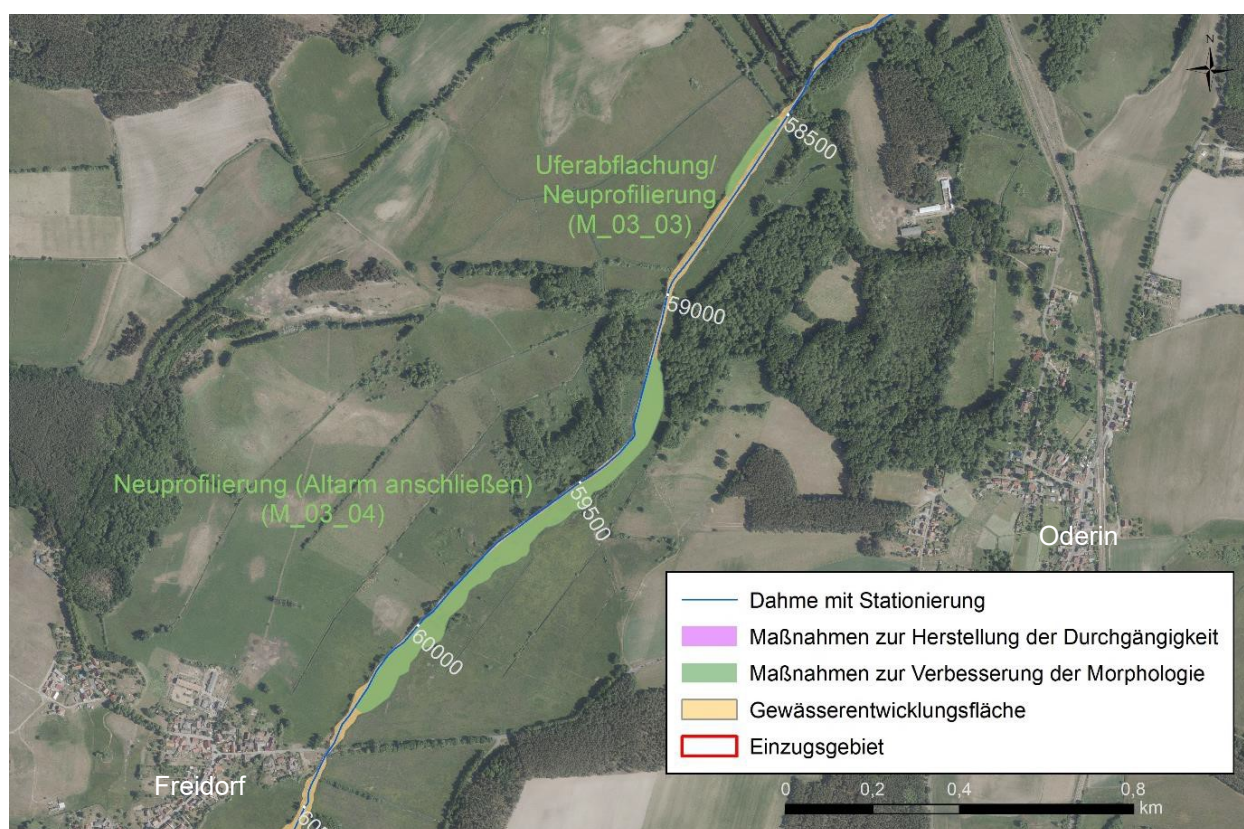 N
Uferabflachung/
Neuprofilierung
(M_03_03)
58500
59000
Neuprofilierung (Altarm anschließen)
(M_03_04)
59500
Oderin
60000
Freidorf
Dahme mit Stationierung
Maßnahmen zur Herstellung der Durchgängigkeit
Maßnahmen zur Verbesserung der Morphologie
Gewässerentwicklungsfläche
Einzugsgebiet
0 0,2 0,4 0,8
km